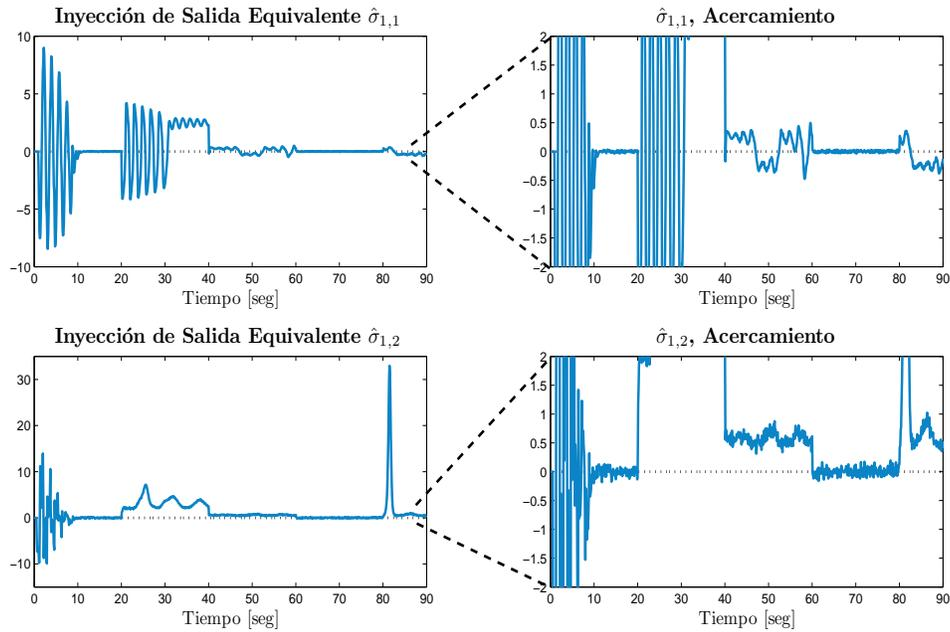 Inyección de Salida Equivalente σ̂1,1
10
5
0
−5
−10
0 10 20 30 40 50 60 70 80 90
Tiempo [seg]
σ̂1,1, Acercamiento
2
1.5
1
0.5
0
−0.5
−1
−1.5
−2
0 10 20 30 40 50 60 70 80 90
Tiempo [seg]
Inyección de Salida Equivalente σ̂1,2
30
20
10
0
−10
0 10 20 30 40 50 60 70 80 90
Tiempo [seg]
σ̂1,2, Acercamiento
2
1.5
1
0.5
0
−0.5
−1
−1.5
−2
0 10 20 30 40 50 60 70 80 90
Tiempo [seg]